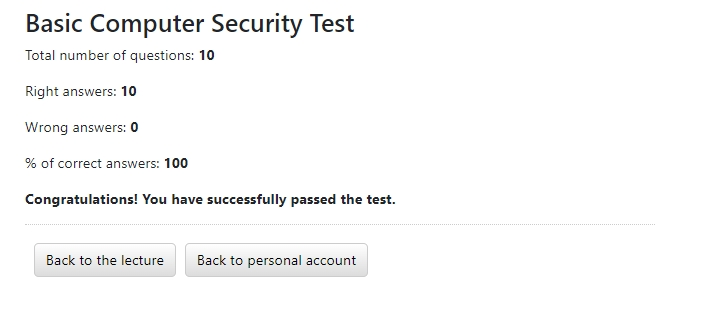 Basic Computer Security Test
Total number of questions: 10
Right answers: 10
Wrong answers: 0
% of correct answers: 100
Congratulations! You have successfully passed the test.
Back to the lecture
Back to personal account